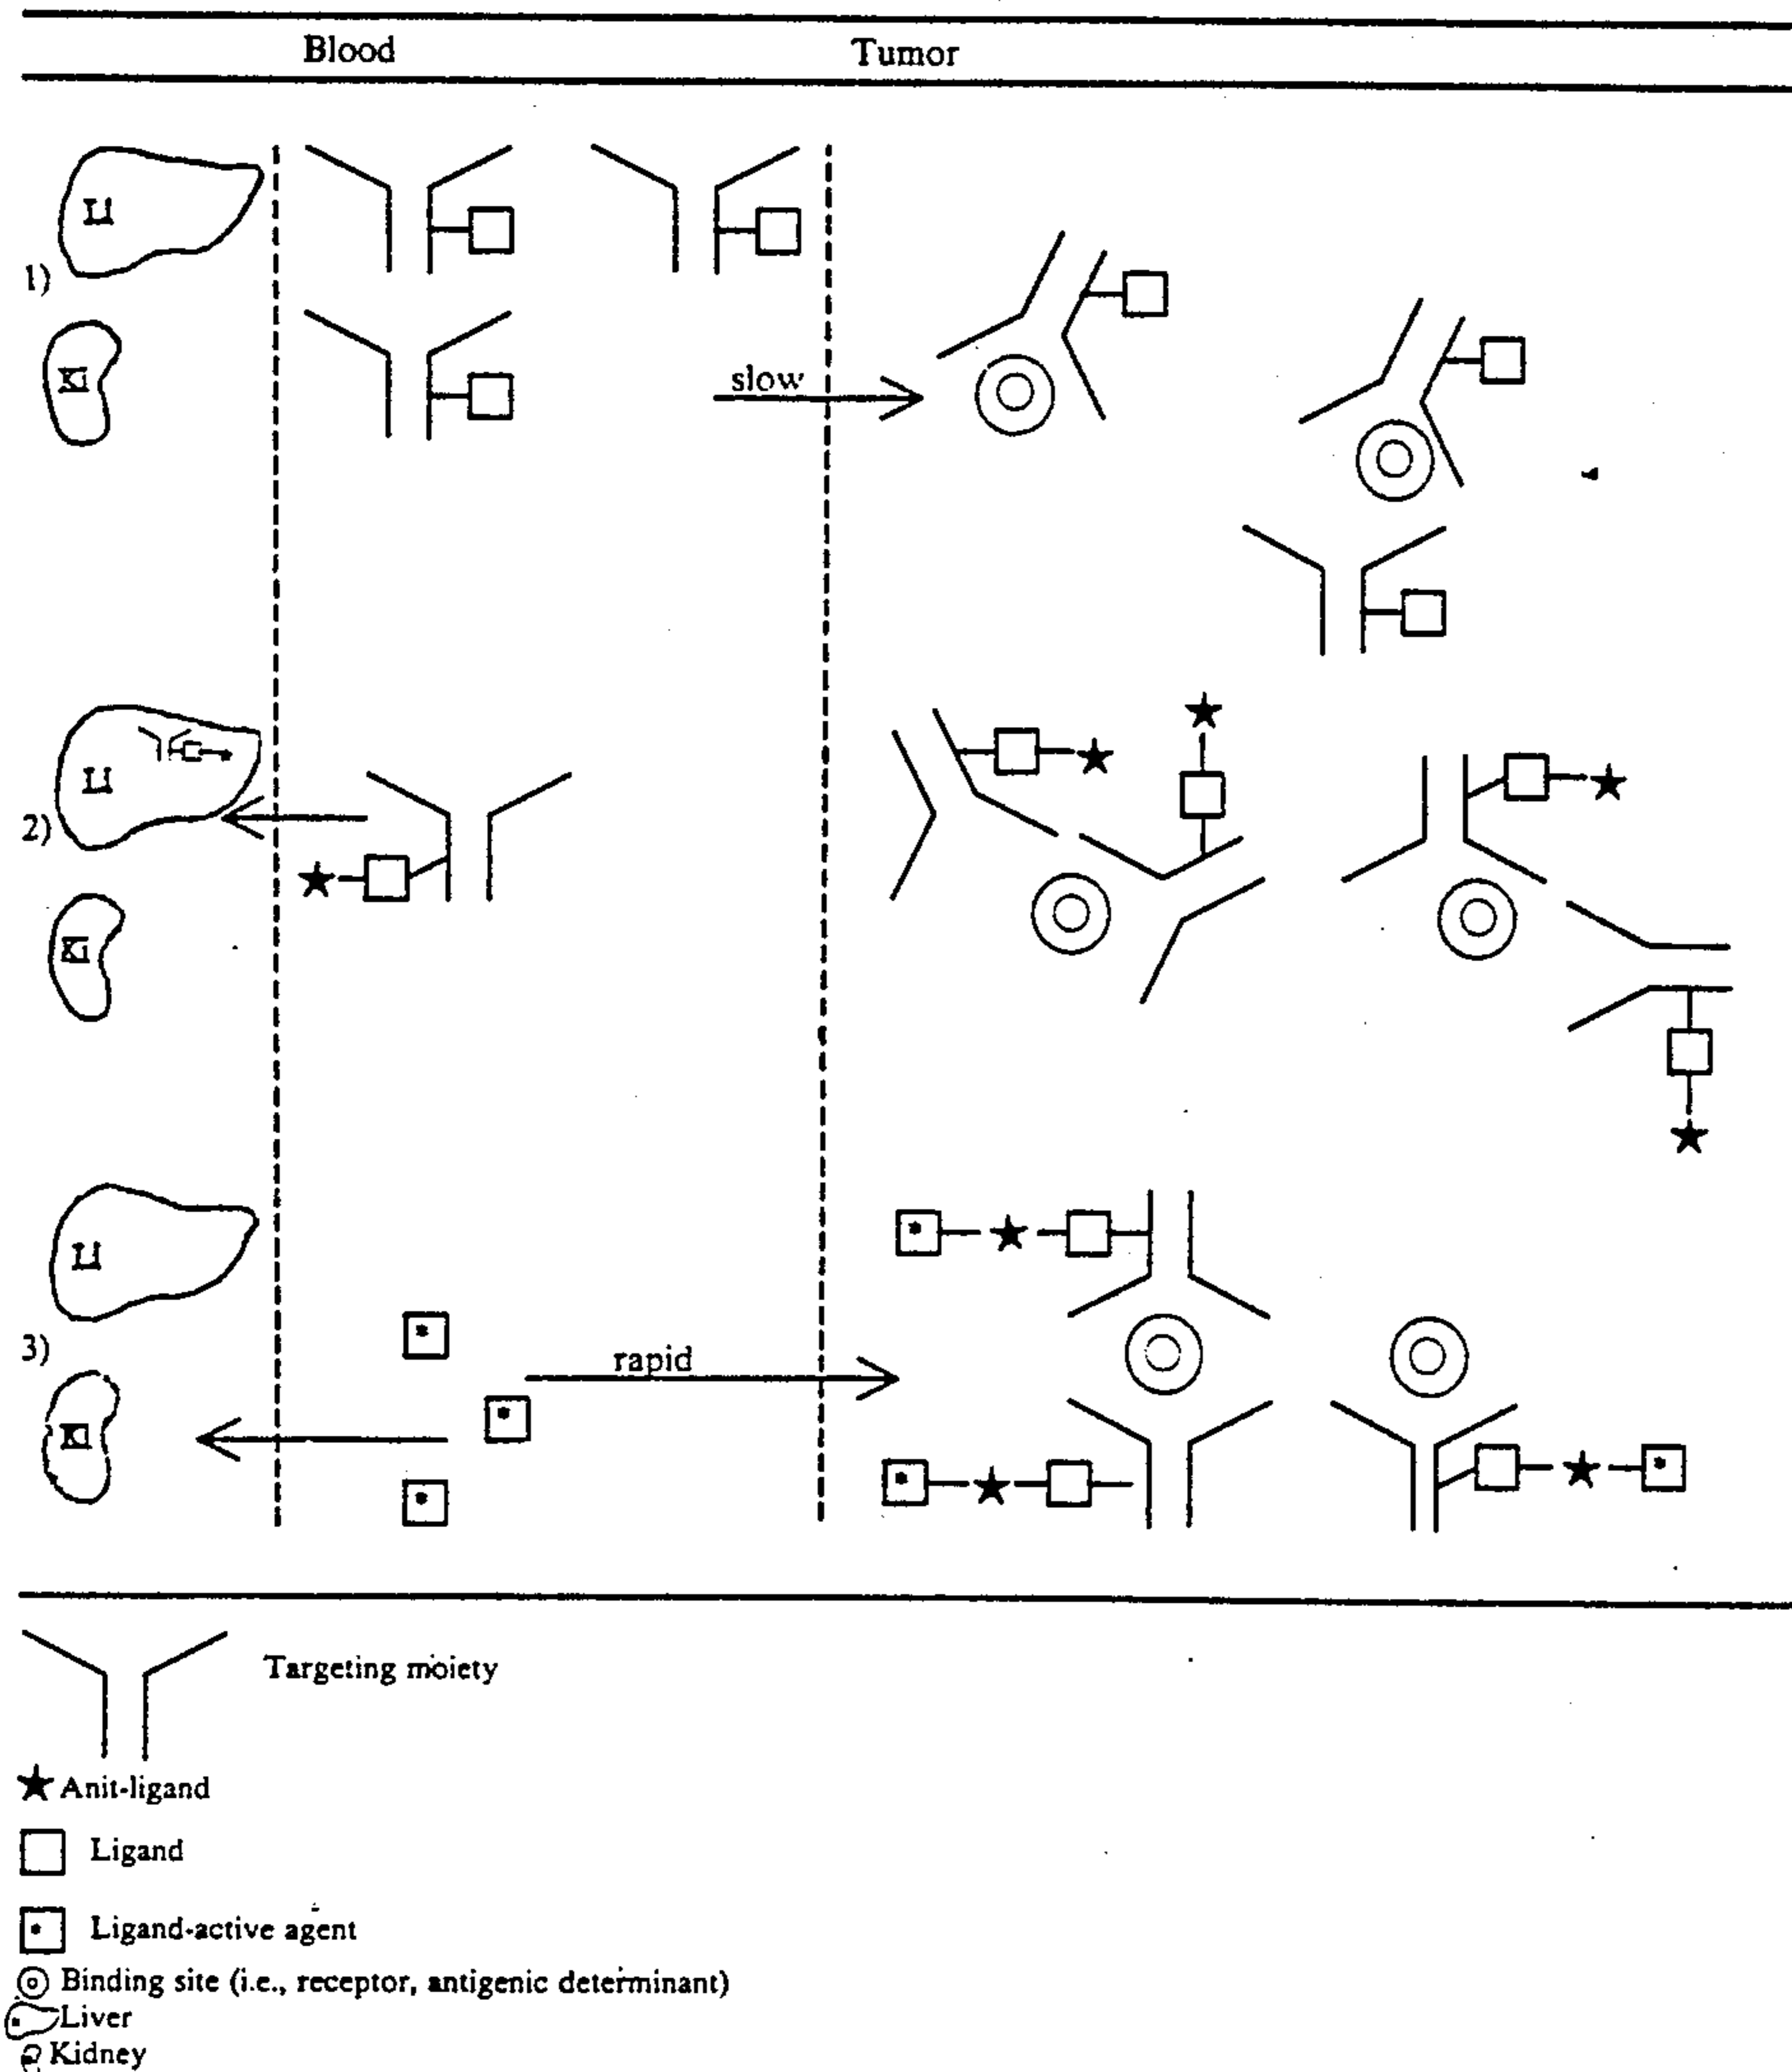 Blood Tumor
Li
1)
Ki
slow
Li
2)
Ki
Li
rapid
3)
Ki
Targeting moiety
Anit-ligand
Ligand
Ligand-active agent
Binding site (i.e., receptor, antigenic determinant)
Liver
Kidney